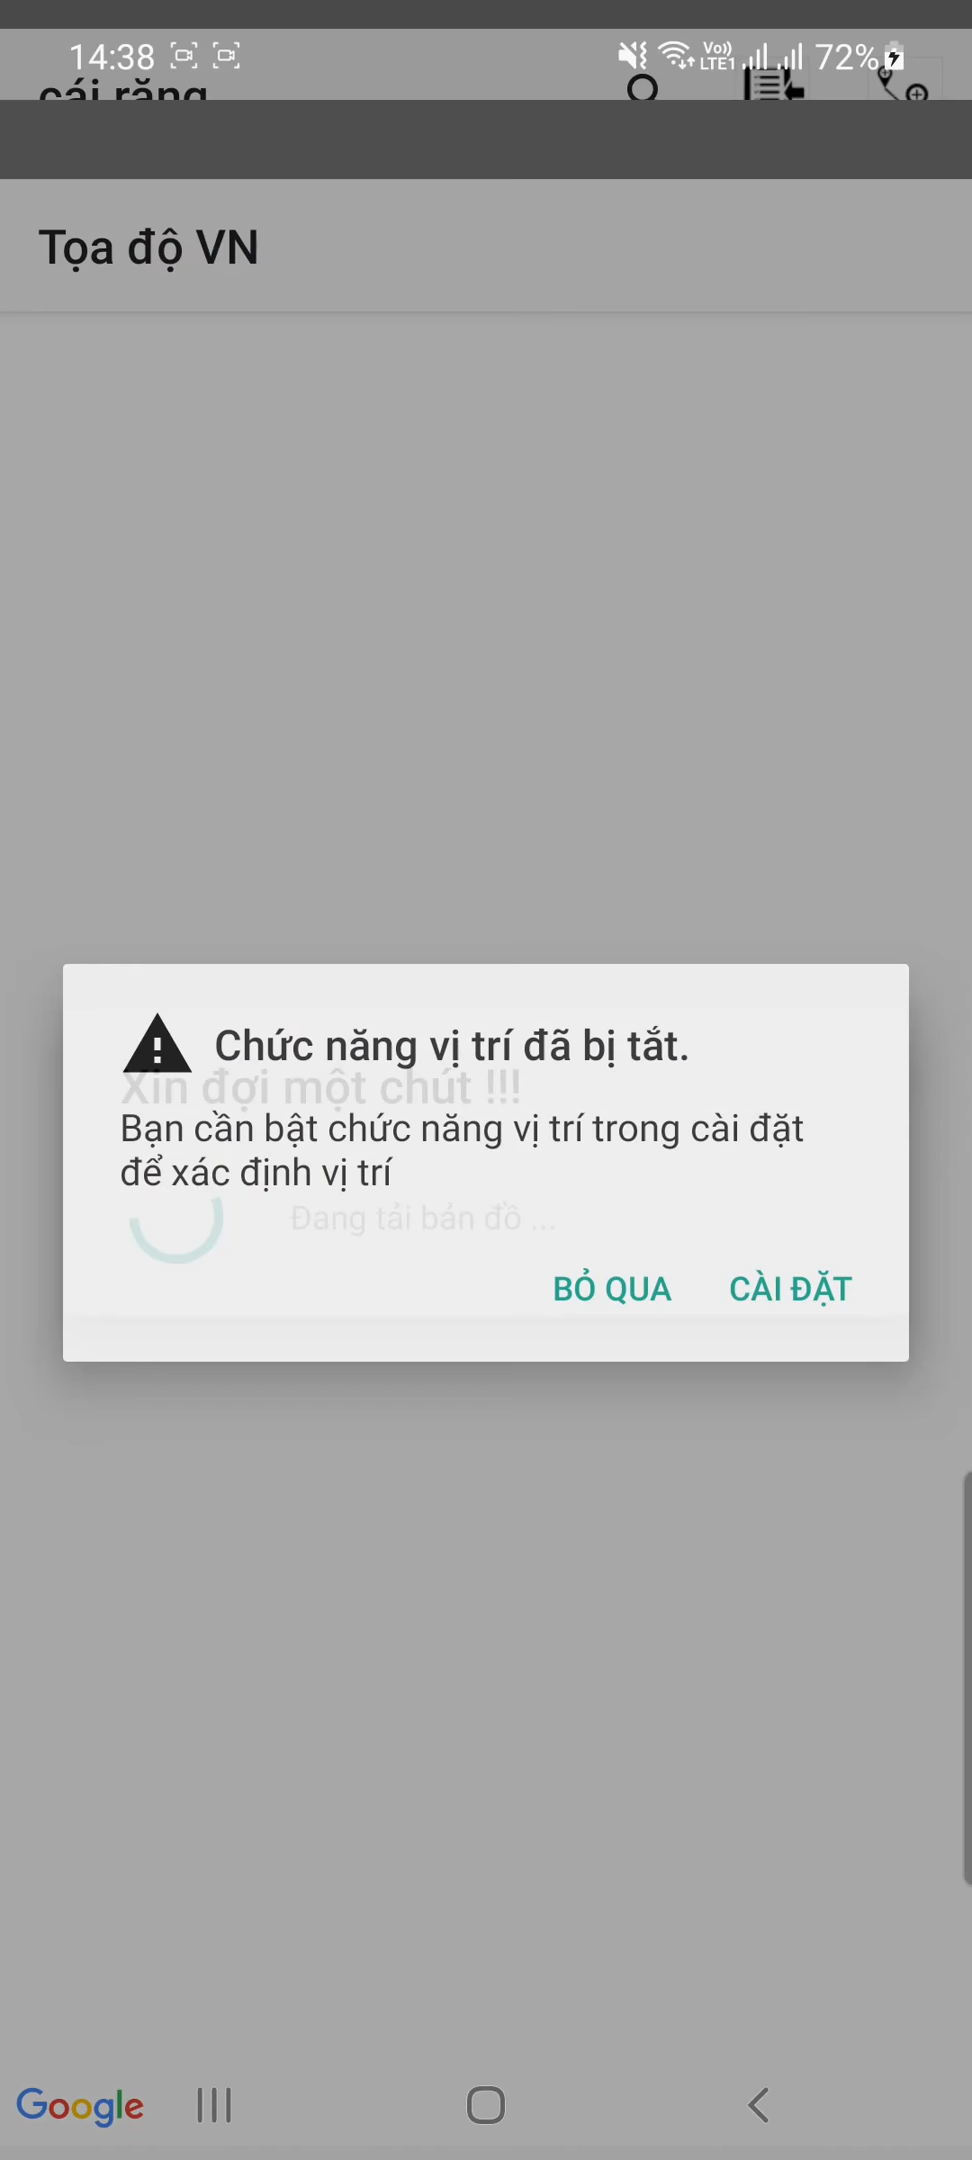 14:38
Vo))
LTE1
72%
cái răng
Tọa độ VN
Chức năng vị trí đã bị tắt.
Xin đợi một chút !!!
Bạn cần bật chức năng vị trí trong cài đặt
để xác định vị trí
Đang tải bản đồ ...
BỎ QUA
CÀI ĐẶT
Google